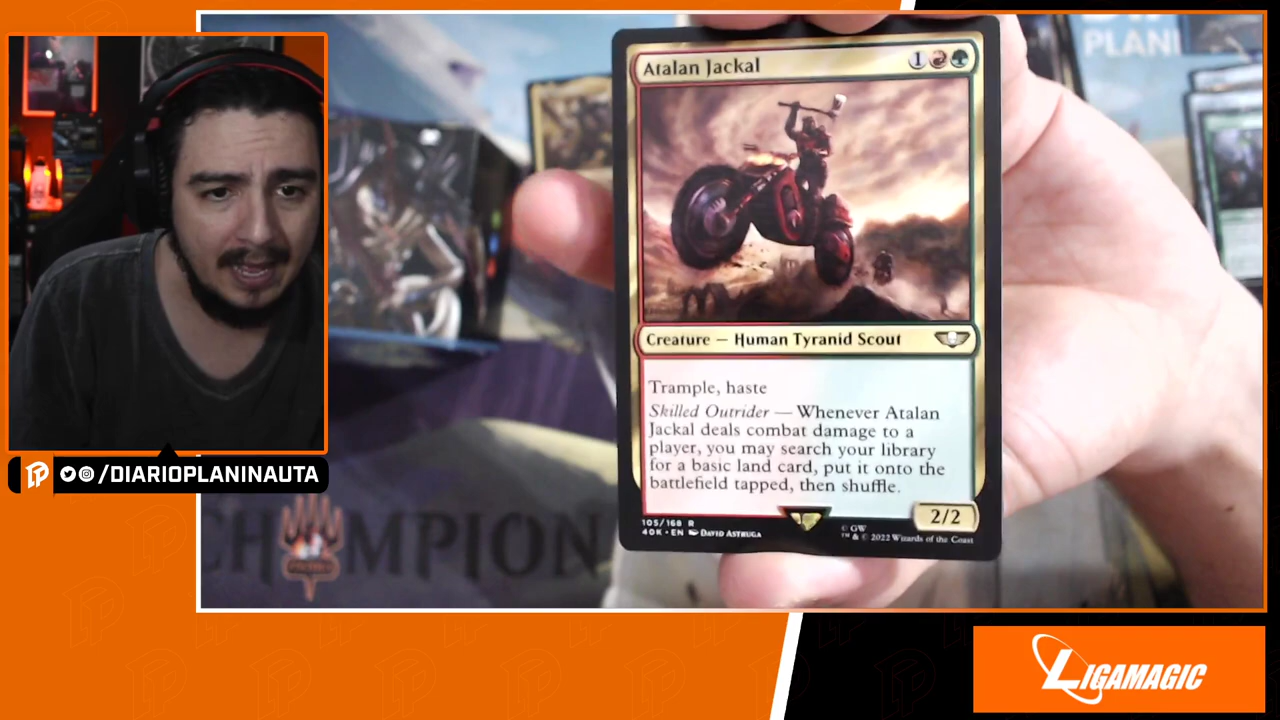 PLANI
Atalan Jackal
1
Creature — Human Tyranid Scout
Trample, haste
Skilled Outrider — Whenever Atalan
Jackal deals combat damage to a
player, you may search your library
for a basic land card, put it onto the
battlefield tapped, then shuffle.
2/2
105/168 R
40K • EN DAVID ASTRUGA
© GW
™ & © 2022 Wizards of the Coast
/DIARIOPLANINAUTA
CHAMPION
LIGAMAGIC